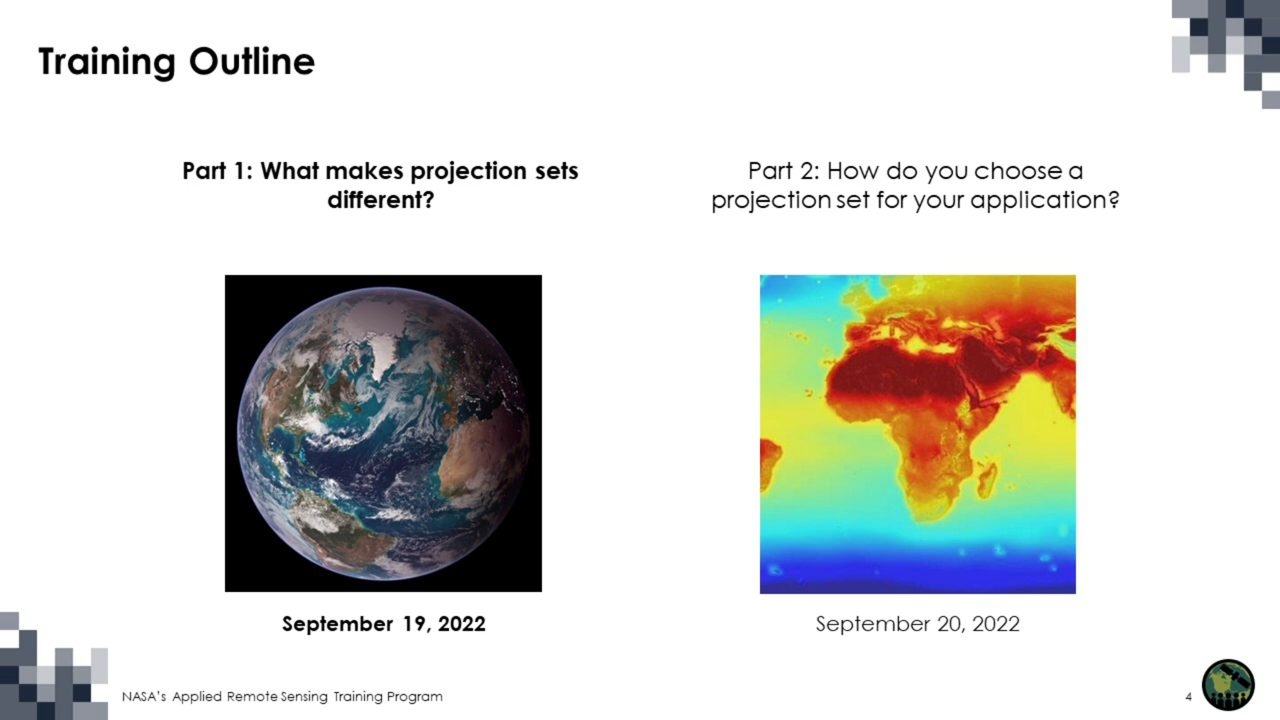 Training Outline
Part 1: What makes projection sets
different?
Part 2: How do you choose a
projection set for your application?
September 19, 2022
September 20, 2022
NASA's Applied Remote Sensing Training Program
4